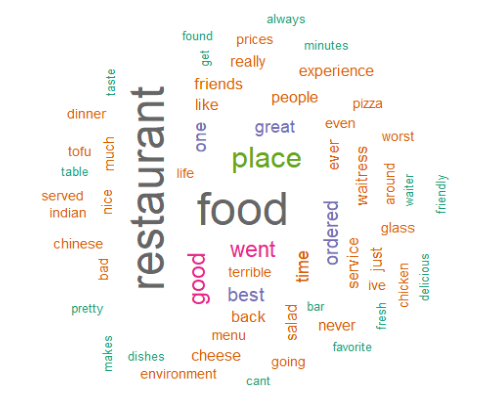 always
found
prices
minutes
get
really
experience
taste
friends
people
like
pizza
dinner
one
great
even
worst
restaurant
tofu
much
place
ever
waitress
table
life
around
waiter
friendly
served
nice
food
ordered
indian
glass
chinese
good
went
service
just
bad
terrible
time
chicken
delicious
best
ive
pretty
back
salad
bar
never
fresh
menu
makes
dishes
cheese
going
favorite
environment
cant